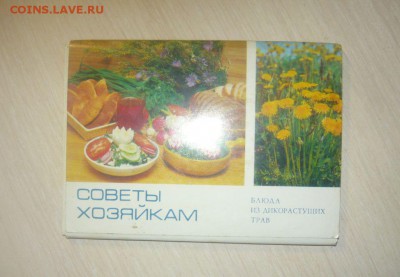 COINS.LAVE.RU
СОВЕТЫ
ХОЗЯЙКАМ
БЛЮДА
ИЗ ДИКОРАСТУЩИХ
ТРАВ